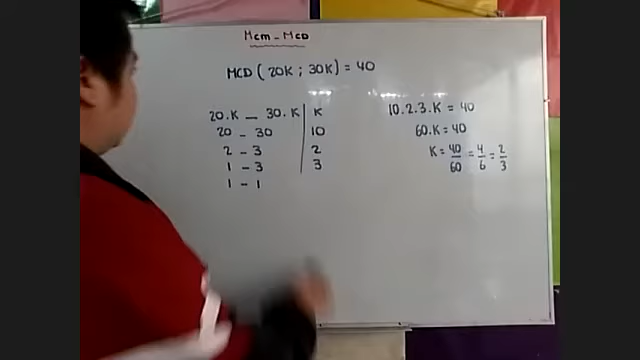 Mcm - McD
MCD ( 20K ; 30K ) = 40
20.K - 30.K | K
20 - 30 | 10
2 - 3 | 2
1 - 3 | 3
1 - 1
10.2.3.K = 40
60.K = 40
K = 40/60 = 4/6 = 2/3